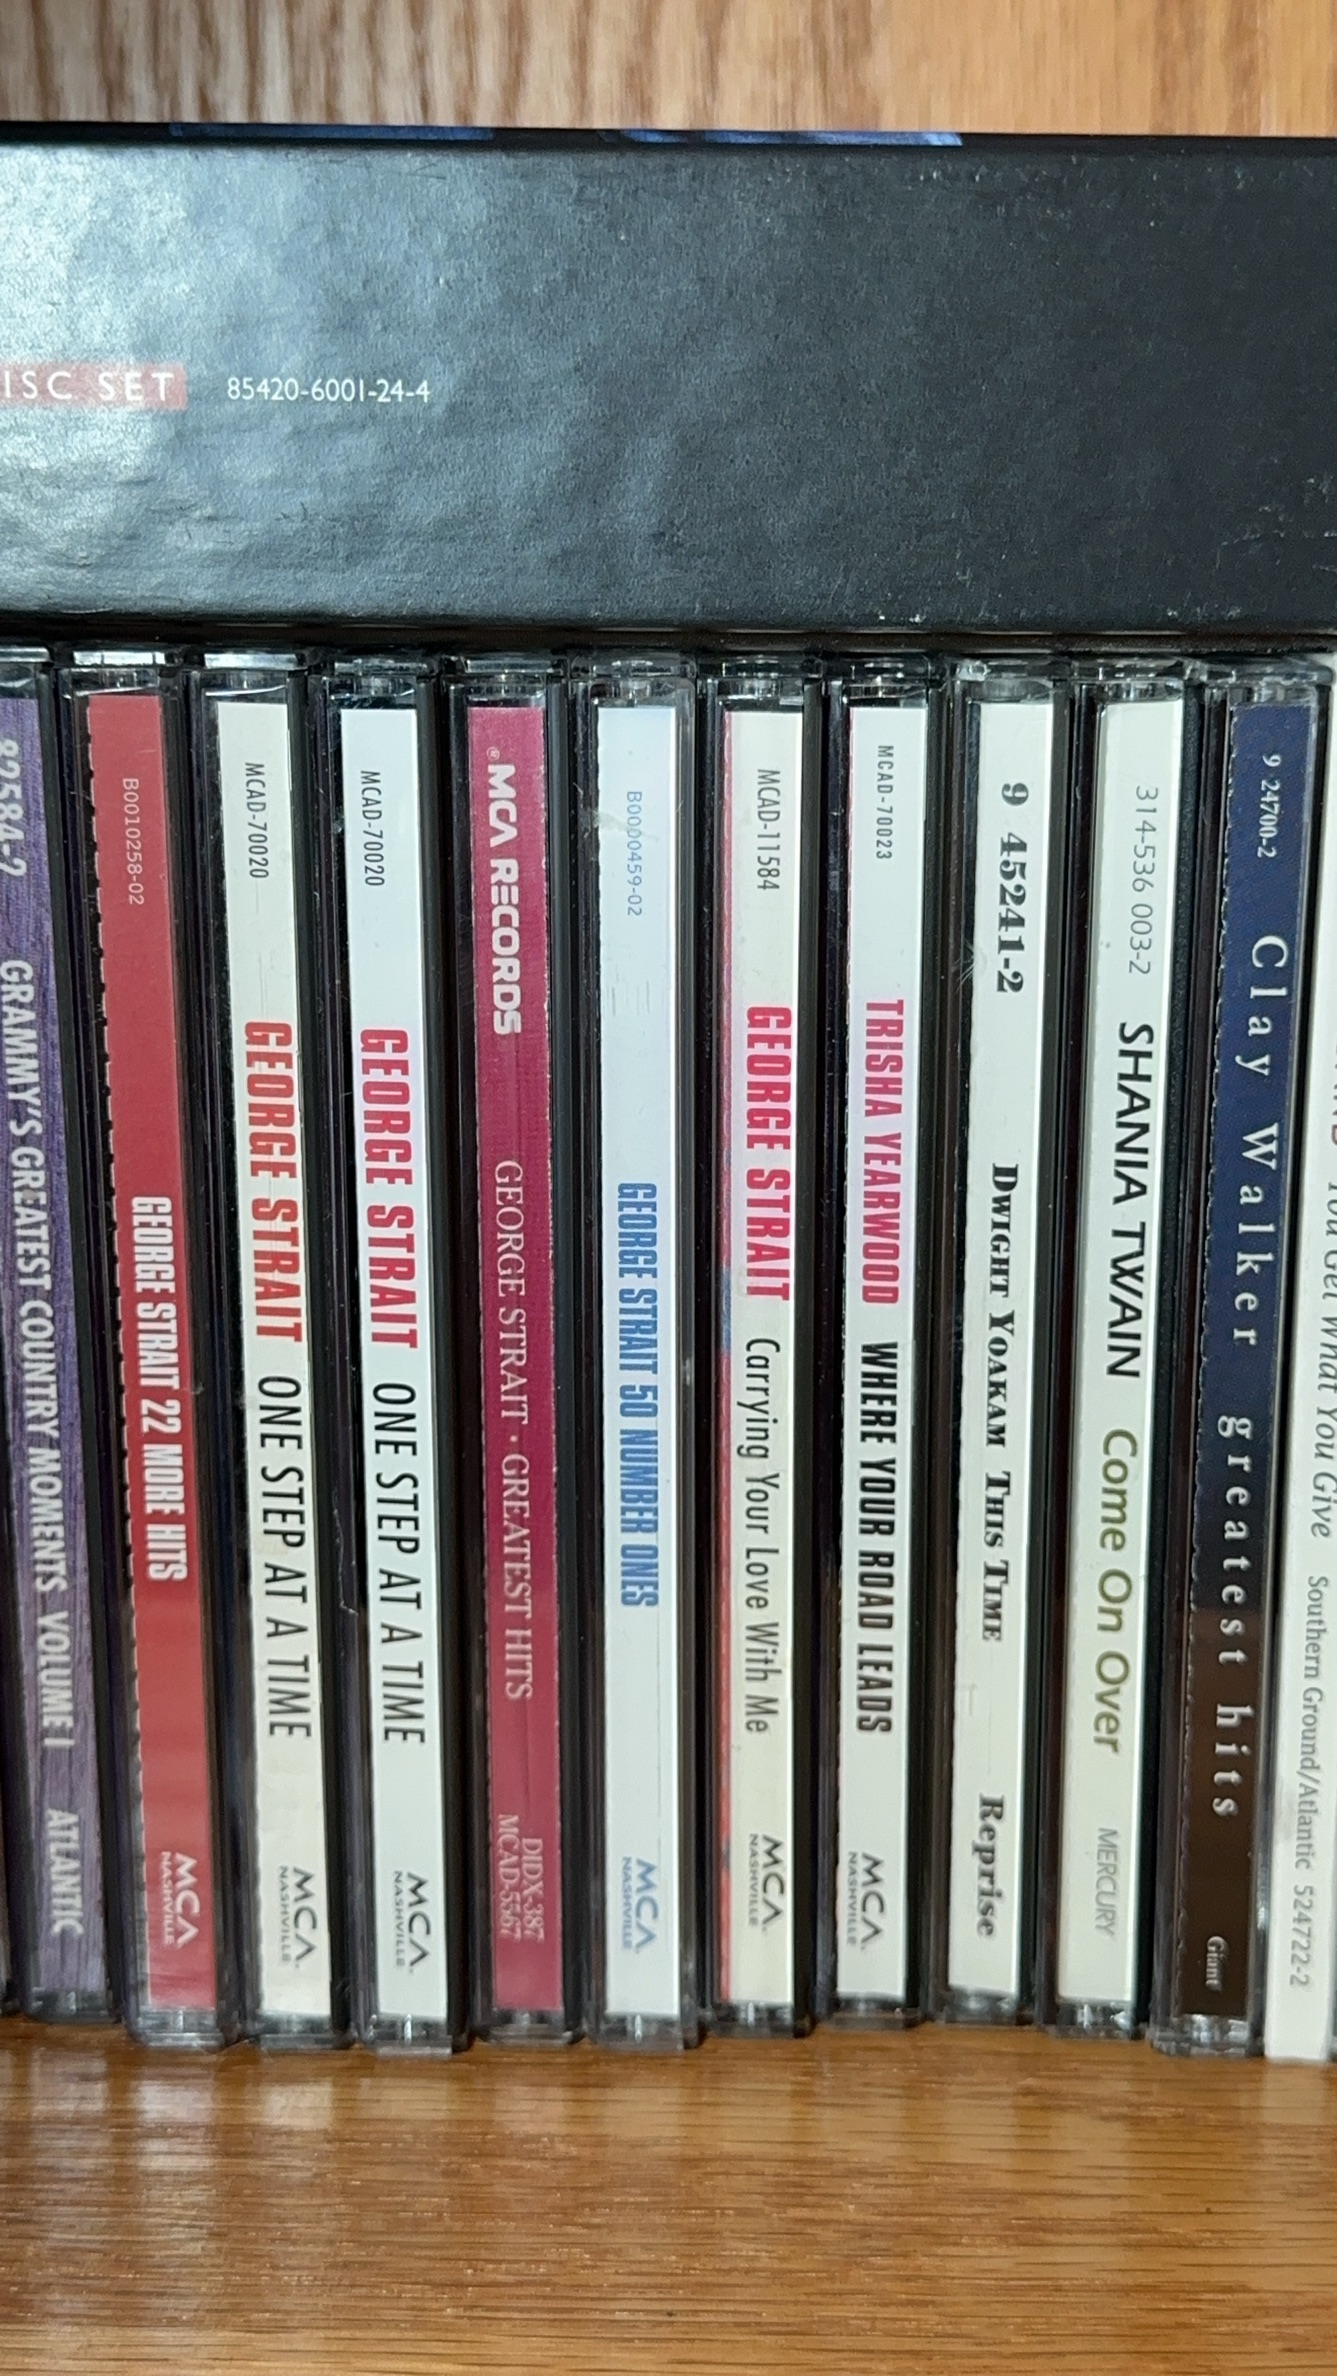 ISC SET 85420-6001-24-4
82584-2 GRAMMY'S GREATEST COUNTRY MOMENTS VOLUME I ATLANTIC
B0010258-02 GEORGE STRAIT 22 MORE HITS MCA NASHVILLE
MCAD-70020 GEORGE STRAIT ONE STEP AT A TIME MCA NASHVILLE
MCAD-70020 GEORGE STRAIT ONE STEP AT A TIME MCA NASHVILLE
®MCA RECORDS GEORGE STRAIT · GREATEST HITS DIDX-387
MCAD-5567
B0000459-02 GEORGE STRAIT 50 NUMBER ONES MCA NASHVILLE
MCAD-11584 GEORGE STRAIT Carrying Your Love With Me MCA NASHVILLE
MCAD-70023 TRISHA YEARWOOD WHERE YOUR ROAD LEADS MCA NASHVILLE
9 45241-2 DWIGHT YOAKAM THIS TIME Reprise
314-536 003-2 SHANIA TWAIN Come On Over MERCURY
9 24700-2 Clay Walker greatest hits Giant
You Get What You Give Southern Ground/Atlantic 524722-2